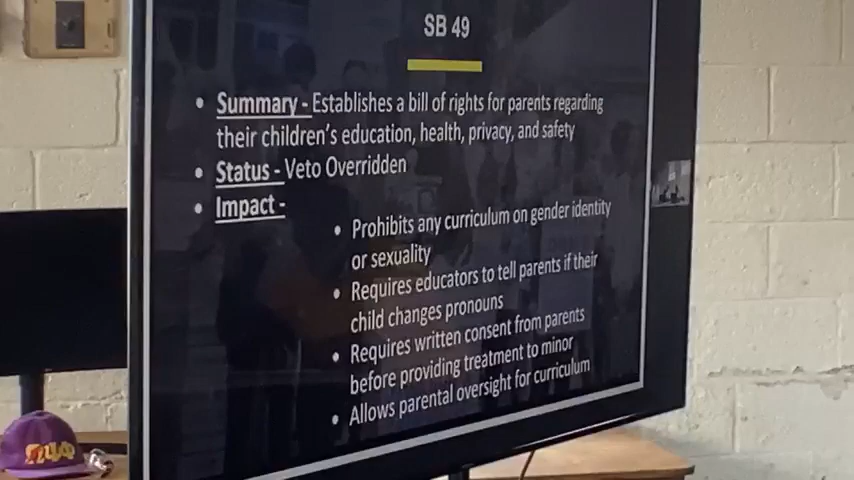 SB 49
• Summary - Establishes a bill of rights for parents regarding
their children's education, health, privacy, and safety
• Status - Veto Overridden
• Impact -
• Prohibits any curriculum on gender identity
or sexuality
• Requires educators to tell parents if their
child changes pronouns
• Requires written consent from parents
before providing treatment to minor
• Allows parental oversight for curriculum
ΩΨΦ